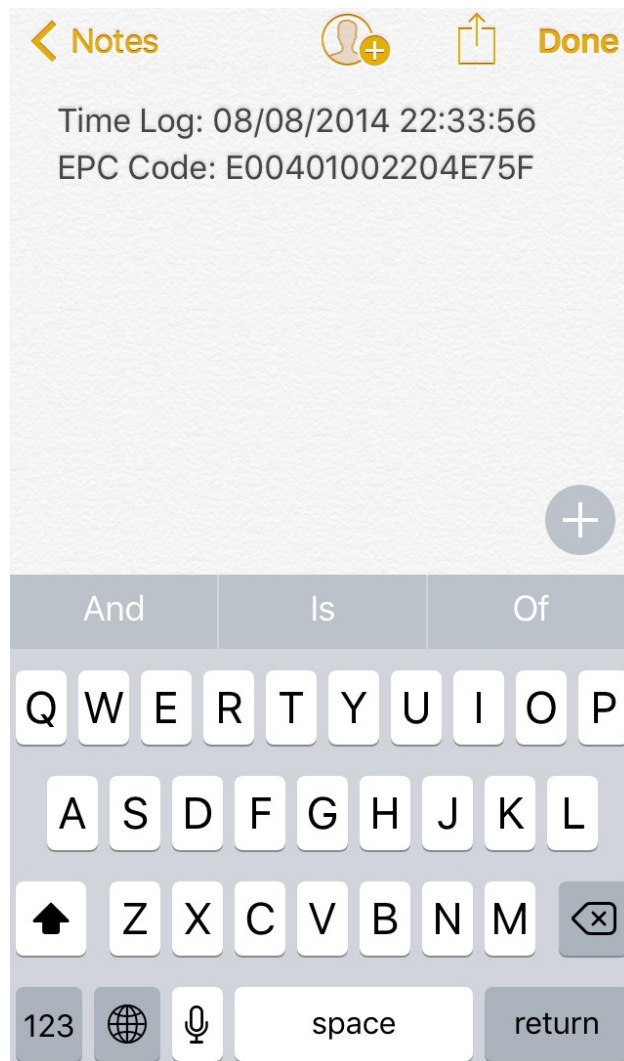 Notes
Done
Time Log: 08/08/2014 22:33:56
EPC Code: E00401002204E75F
And Is Of
Q W E R T Y U I O P
A S D F G H J K L
Z X C V B N M
123 space return